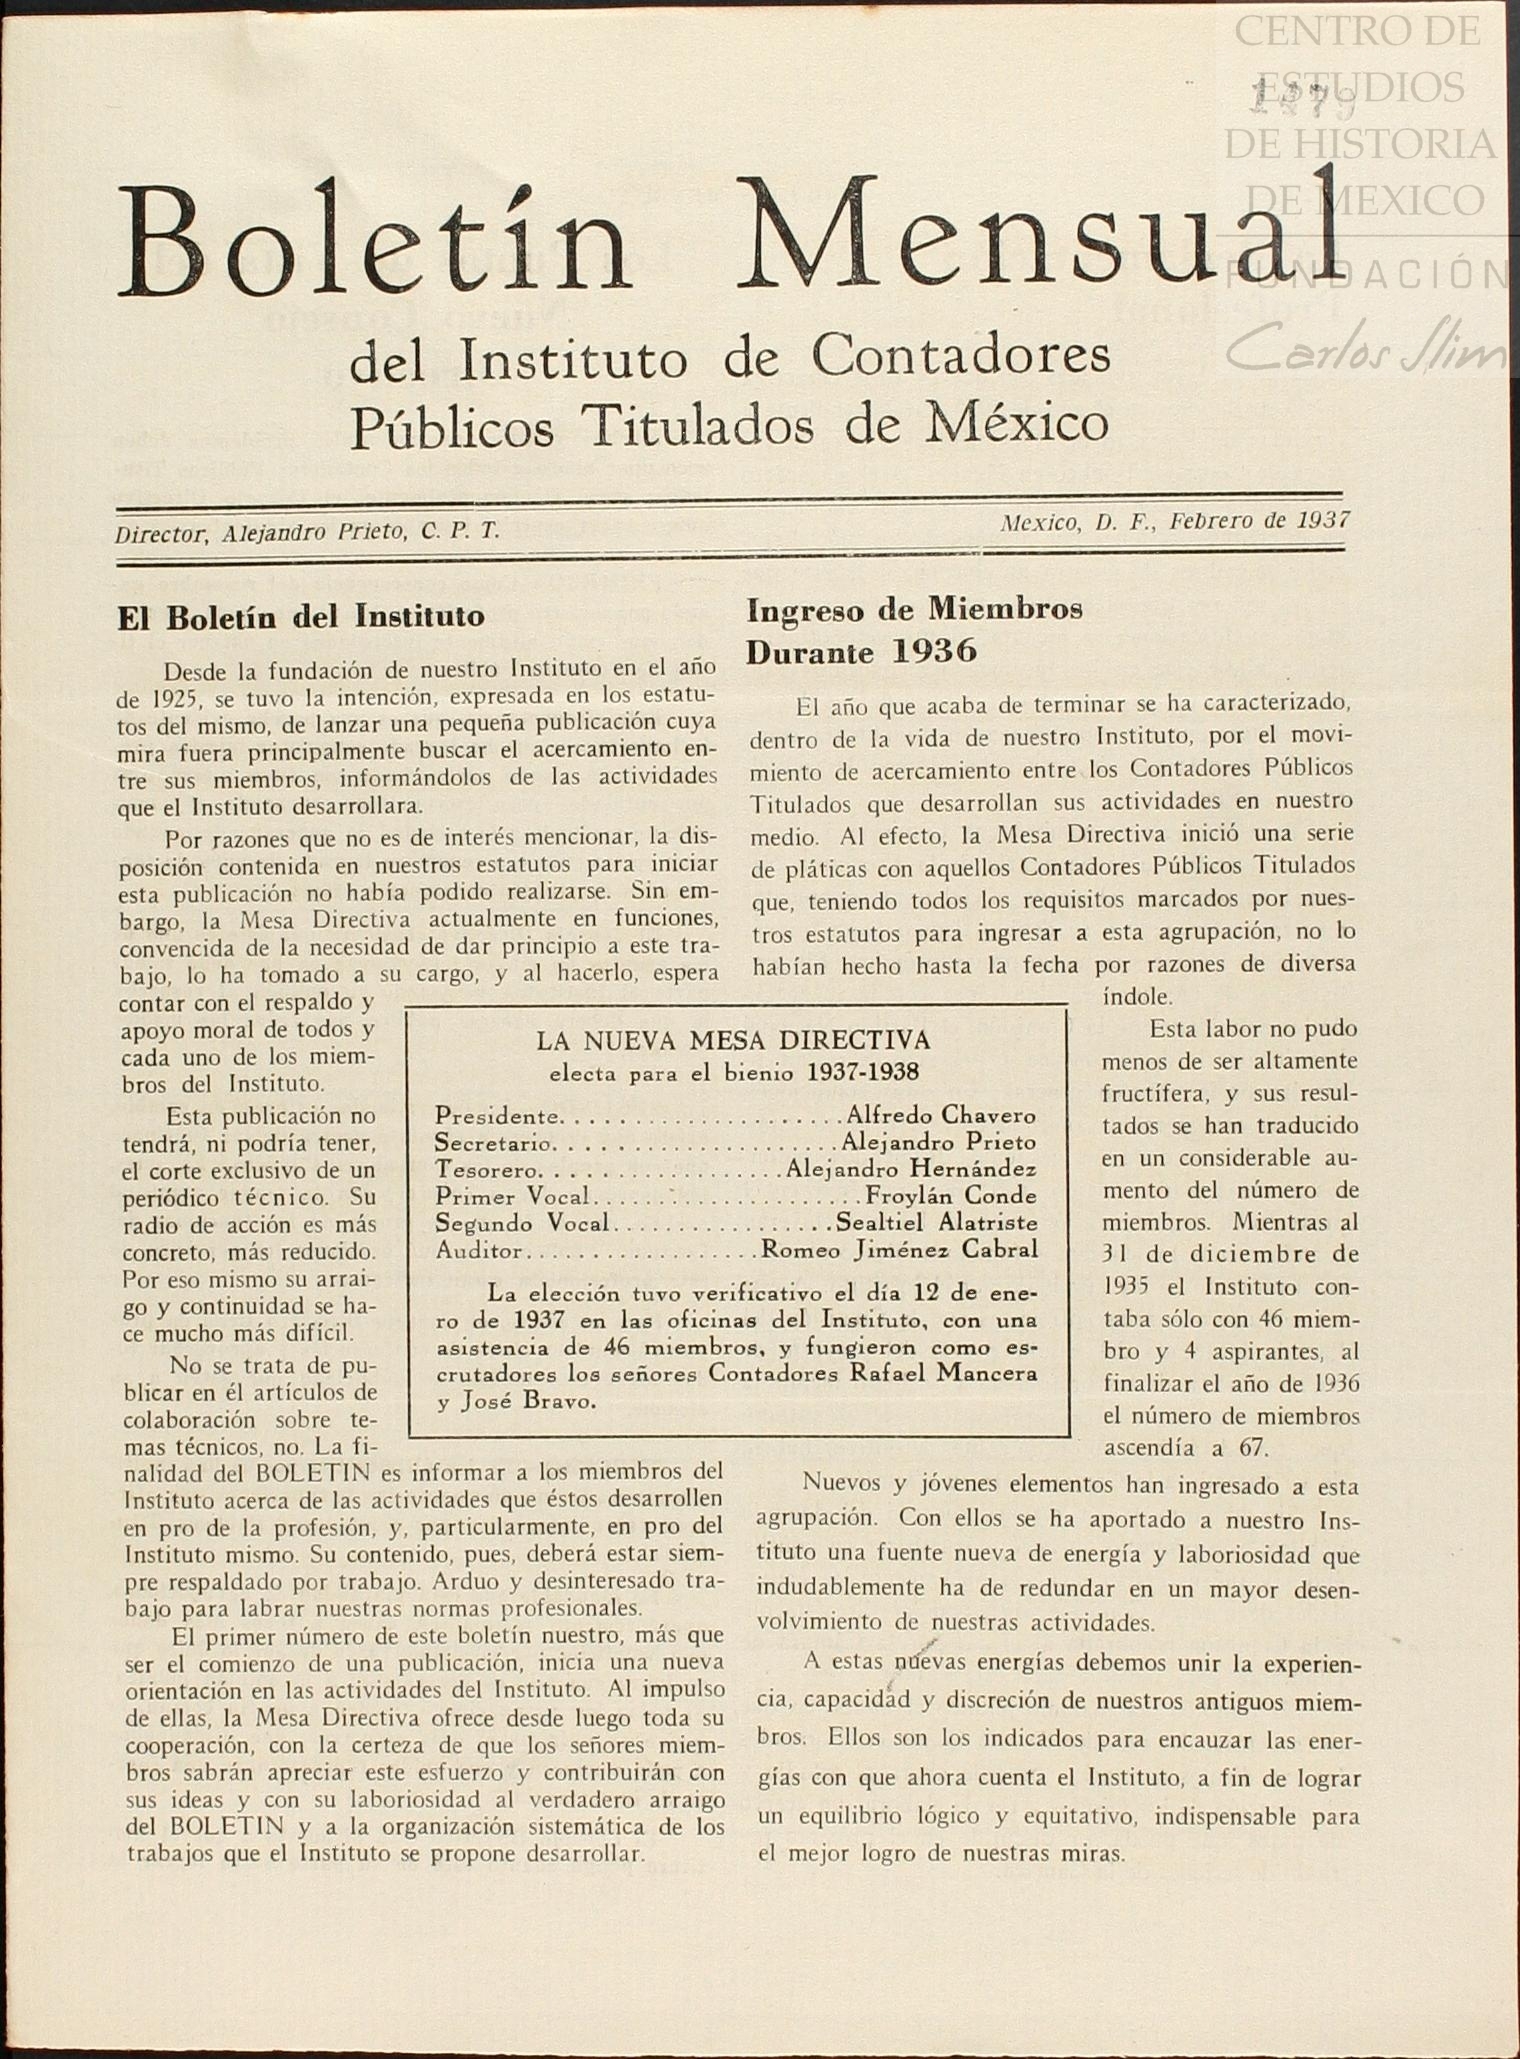 CENTRO DE
ESTUDIOS
DE HISTORIA
DE MEXICO
FUNDACIÓN
Carlos Slim
Boletín Mensual
del Instituto de Contadores
Públicos Titulados de México
Director, Alejandro Prieto, C. P. T.
Mexico, D. F., Febrero de 1937
El Boletín del Instituto
Desde la fundación de nuestro Instituto en el año
de 1925, se tuvo la intención, expresada en los estatu-
tos del mismo, de lanzar una pequeña publicación cuya
mira fuera principalmente buscar el acercamiento en-
tre sus miembros, informándolos de las actividades
que el Instituto desarrollara.
Por razones que no es de interés mencionar, la dis-
posición contenida en nuestros estatutos para iniciar
esta publicación no había podido realizarse. Sin em-
bargo, la Mesa Directiva actualmente en funciones,
convencida de la necesidad de dar principio a este tra-
bajo, lo ha tomado a su cargo, y al hacerlo, espera
contar con el respaldo y
apoyo moral de todos y
cada uno de los miem-
bros del Instituto.
Esta publicación no
tendrá, ni podría tener,
el corte exclusivo de un
periódico técnico. Su
radio de acción es más
concreto, más reducido.
Por eso mismo su arrai-
go y continuidad se ha-
ce mucho más difícil.
No se trata de pu-
blicar en él artículos de
colaboración sobre te-
mas técnicos, no. La fi-
nalidad del BOLETIN es informar a los miembros del
Instituto acerca de las actividades que éstos desarrollen
en pro de la profesión, y, particularmente, en pro del
Instituto mismo. Su contenido, pues, deberá estar siem-
pre respaldado por trabajo. Arduo y desinteresado tra-
bajo para labrar nuestras normas profesionales.
El primer número de este boletín nuestro, más que
ser el comienzo de una publicación, inicia una nueva
orientación en las actividades del Instituto. Al impulso
de ellas, la Mesa Directiva ofrece desde luego toda su
cooperación, con la certeza de que los señores miem-
bros sabrán apreciar este esfuerzo y contribuirán con
sus ideas y con su laboriosidad al verdadero arraigo
del BOLETIN y a la organización sistemática de los
trabajos que el Instituto se propone desarrollar.
LA NUEVA MESA DIRECTIVA
electa para el bienio 1937-1938
Presidente......................Alfredo Chavero
Secretario......................Alejandro Prieto
Tesorero...................Alejandro Hernández
Primer Vocal......................Froylán Conde
Segundo Vocal.................Sealtiel Alatriste
Auditor...................Romeo Jiménez Cabral
La elección tuvo verificativo el día 12 de ene-
ro de 1937 en las oficinas del Instituto, con una
asistencia de 46 miembros, y fungieron como es-
crutadores los señores Contadores Rafael Mancera
y José Bravo.
Ingreso de Miembros
Durante 1936
El año que acaba de terminar se ha caracterizado,
dentro de la vida de nuestro Instituto, por el movi-
miento de acercamiento entre los Contadores Públicos
Titulados que desarrollan sus actividades en nuestro
medio. Al efecto, la Mesa Directiva inició una serie
de pláticas con aquellos Contadores Públicos Titulados
que, teniendo todos los requisitos marcados por nues-
tros estatutos para ingresar a esta agrupación, no lo
habían hecho hasta la fecha por razones de diversa
índole.
Esta labor no pudo
menos de ser altamente
fructífera, y sus resul-
tados se han traducido
en un considerable au-
mento del número de
miembros. Mientras al
31 de diciembre de
1935 el Instituto con-
taba sólo con 46 miem-
bro y 4 aspirantes, al
finalizar el año de 1936
el número de miembros
ascendía a 67.
Nuevos y jóvenes elementos han ingresado a esta
agrupación. Con ellos se ha aportado a nuestro Ins-
tituto una fuente nueva de energía y laboriosidad que
indudablemente ha de redundar en un mayor desen-
volvimiento de nuestras actividades.
A estas nuevas energías debemos unir la experien-
cia, capacidad y discreción de nuestros antiguos miem-
bros. Ellos son los indicados para encauzar las ener-
gías con que ahora cuenta el Instituto, a fin de lograr
un equilibrio lógico y equitativo, indispensable para
el mejor logro de nuestras miras.